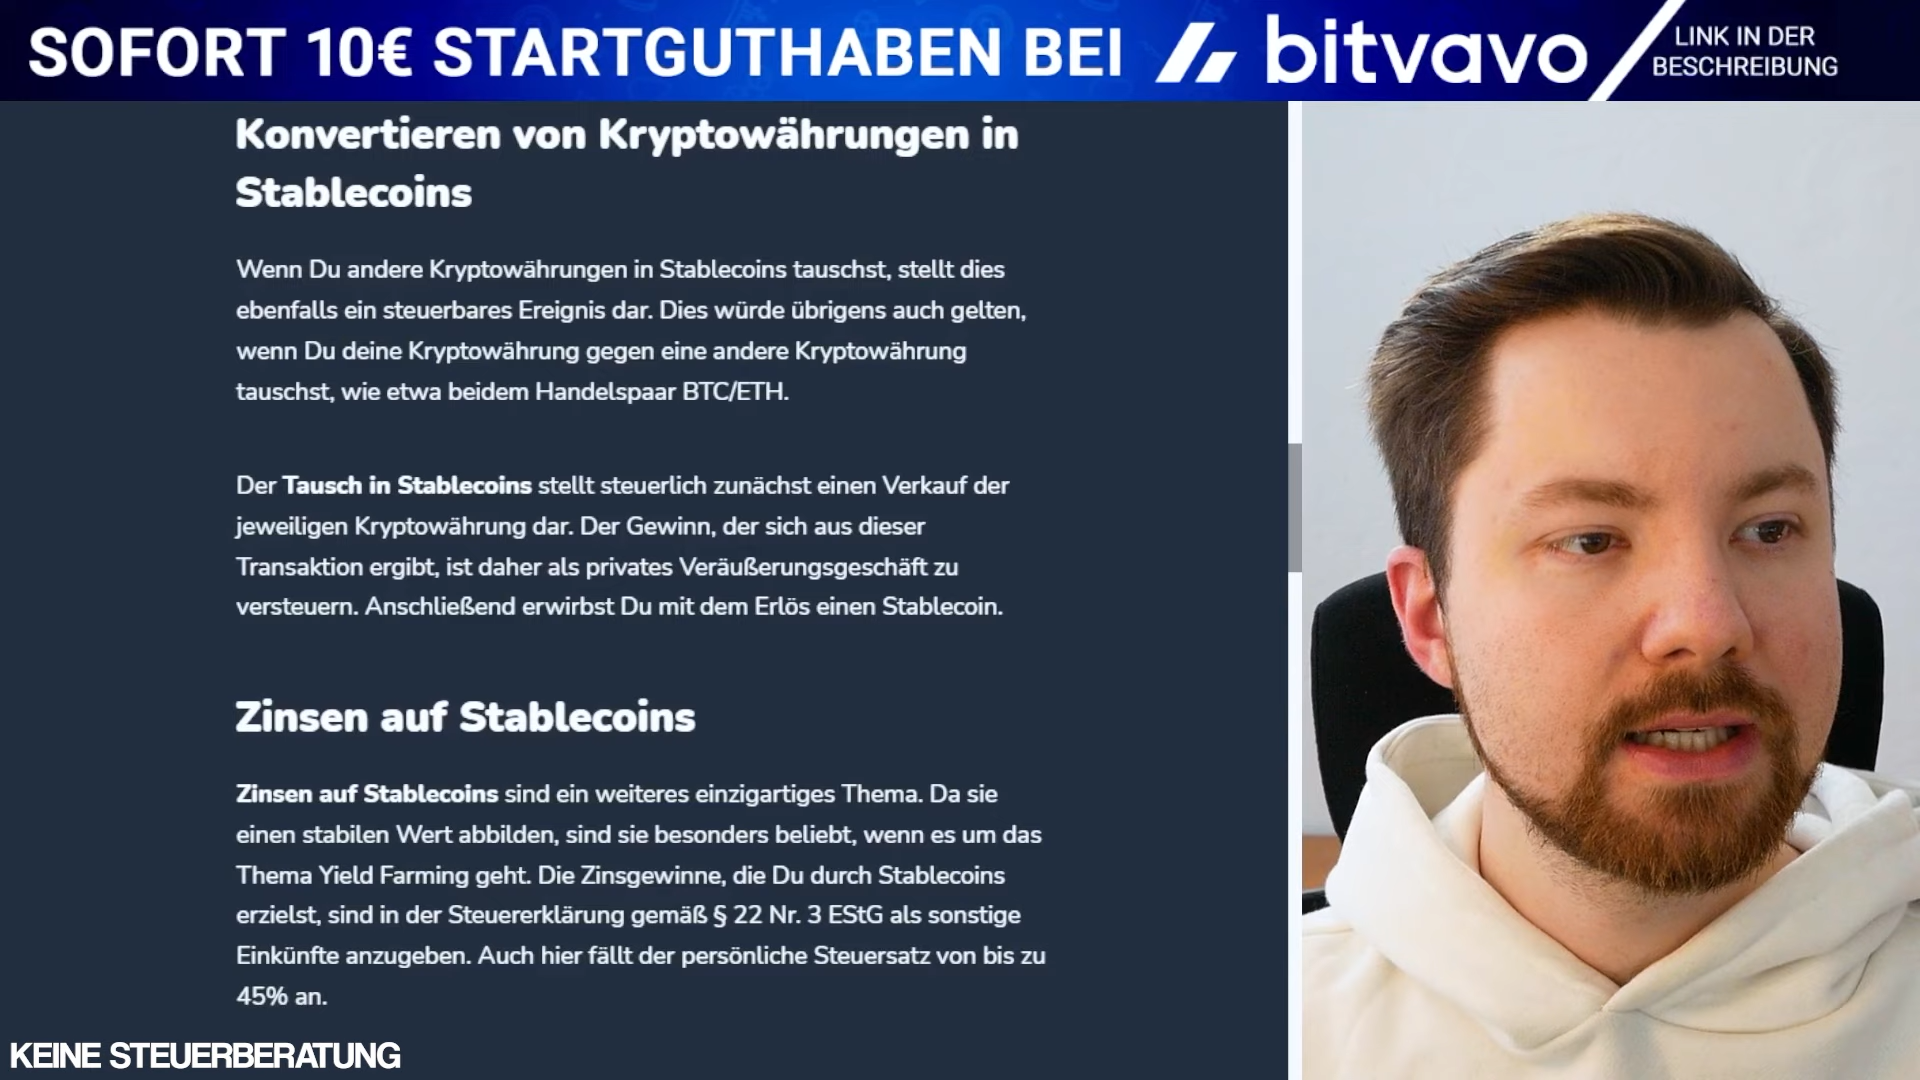 SOFORT 10€ STARTGUTHABEN BEI bitvavo
LINK IN DER
BESCHREIBUNG
Konvertieren von Kryptowährungen in
Stablecoins
Wenn Du andere Kryptowährungen in Stablecoins tauschst, stellt dies
ebenfalls ein steuerbares Ereignis dar. Dies würde übrigens auch gelten,
wenn Du deine Kryptowährung gegen eine andere Kryptowährung
tauschst, wie etwa beidem Handelspaar BTC/ETH.
Der Tausch in Stablecoins stellt steuerlich zunächst einen Verkauf der
jeweiligen Kryptowährung dar. Der Gewinn, der sich aus dieser
Transaktion ergibt, ist daher als privates Veräußerungsgeschäft zu
versteuern. Anschließend erwirbst Du mit dem Erlös einen Stablecoin.
Zinsen auf Stablecoins
Zinsen auf Stablecoins sind ein weiteres einzigartiges Thema. Da sie
einen stabilen Wert abbilden, sind sie besonders beliebt, wenn es um das
Thema Yield Farming geht. Die Zinsgewinne, die Du durch Stablecoins
erzielst, sind in der Steuererklärung gemäß § 22 Nr. 3 EStG als sonstige
Einkünfte anzugeben. Auch hier fällt der persönliche Steuersatz von bis zu
45% an.
KEINE STEUERBERATUNG